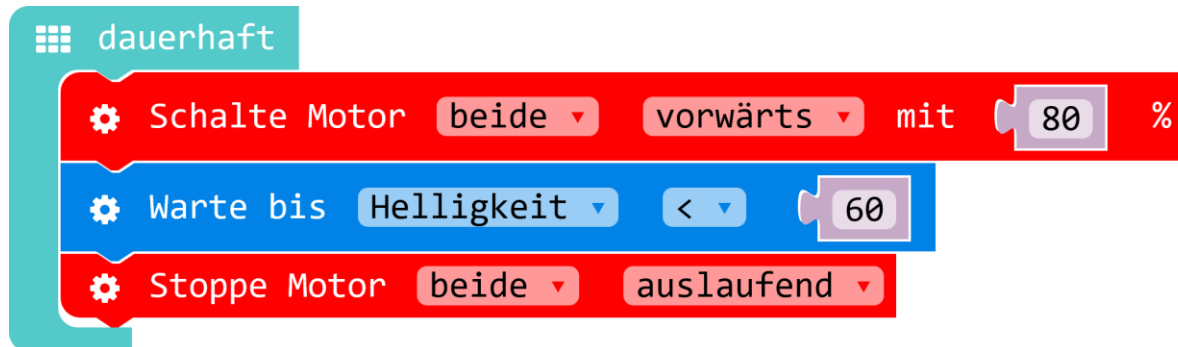 dauerhaft
Schalte Motor beide vorwärts mit 80 %
Warte bis Helligkeit < 60
Stoppe Motor beide auslaufend